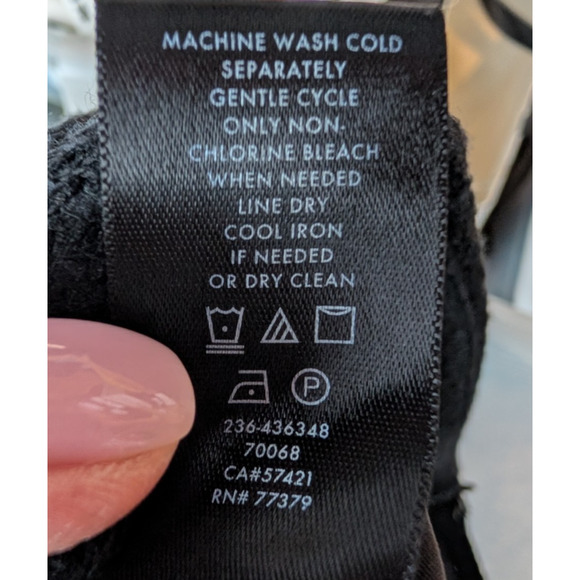 MACHINE WASH COLD
SEPARATELY
GENTLE CYCLE
ONLY NON-
CHLORINE BLEACH
WHEN NEEDED
LINE DRY
COOL IRON
IF NEEDED
OR DRY CLEAN
P
236-436348
70068
CA#57421
RN# 77379